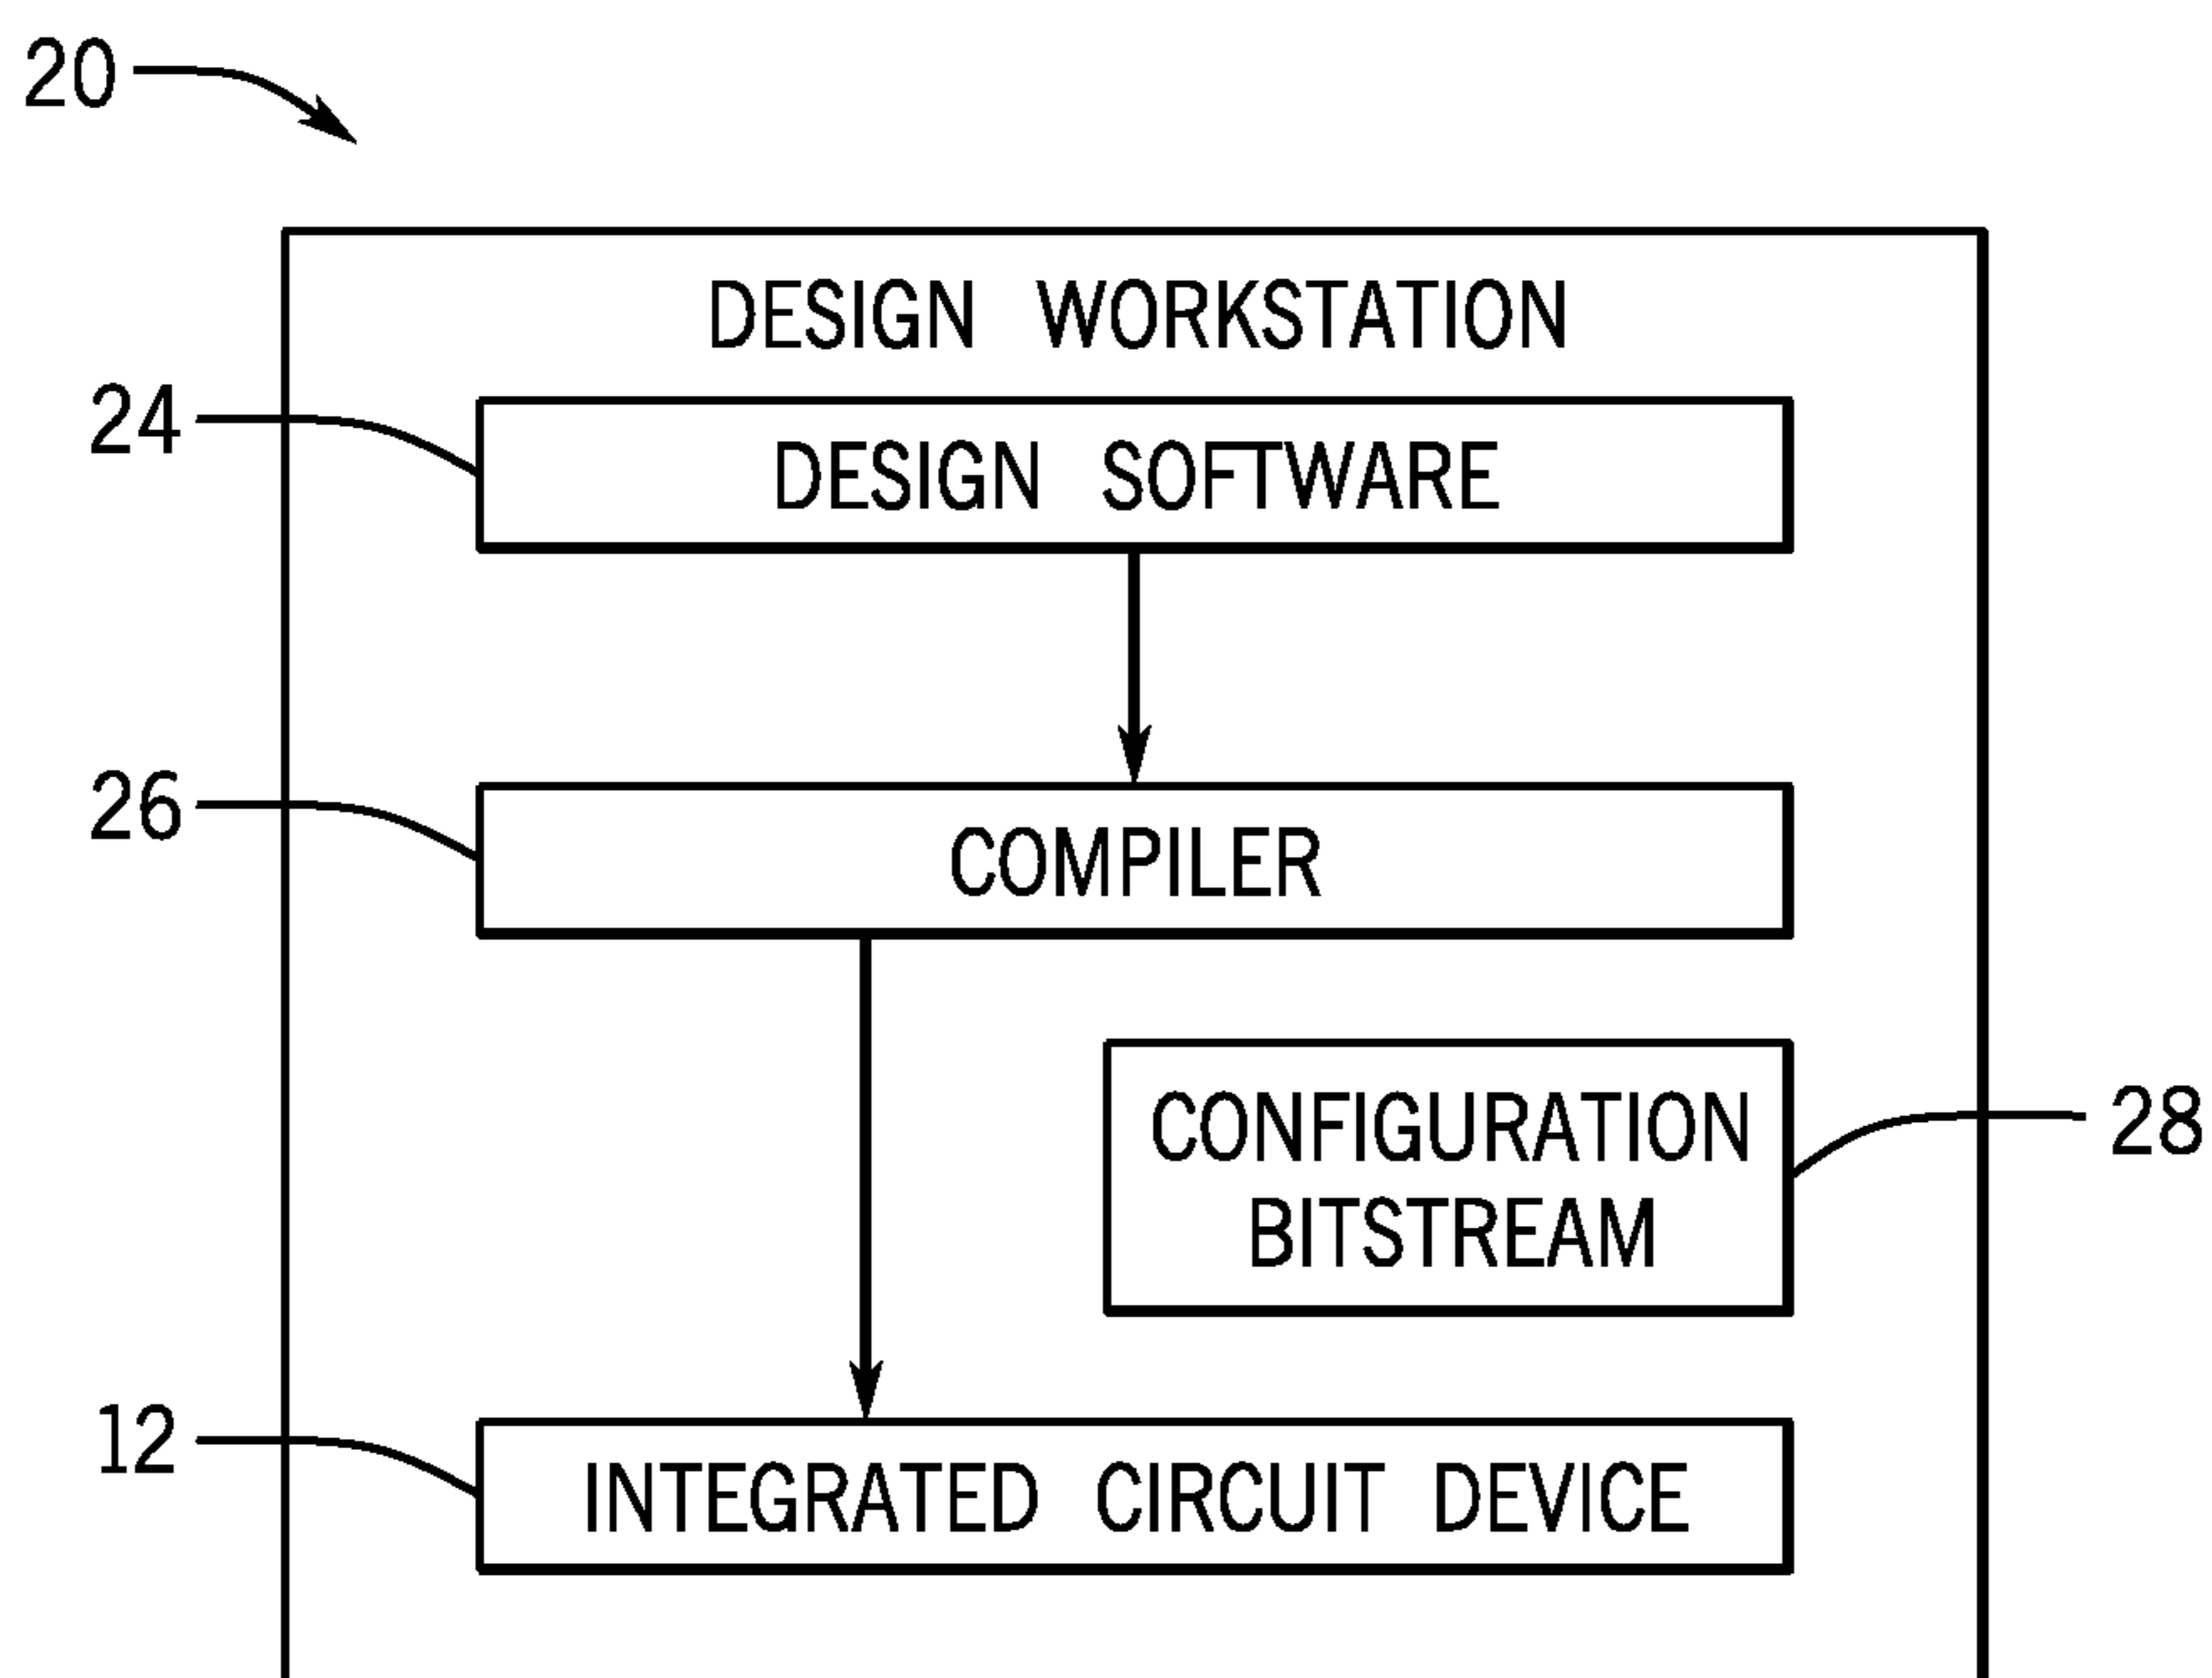 20
DESIGN WORKSTATION
24
DESIGN SOFTWARE
26
COMPILER
CONFIGURATION
BITSTREAM
28
12
INTEGRATED CIRCUIT DEVICE